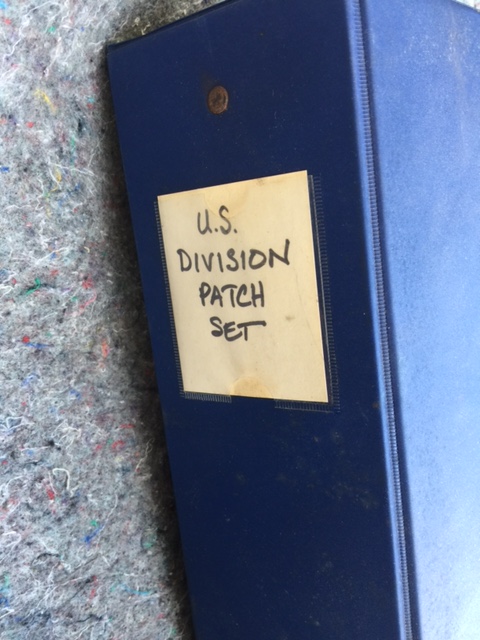 U.S.
DIVISION
PATCH
SET